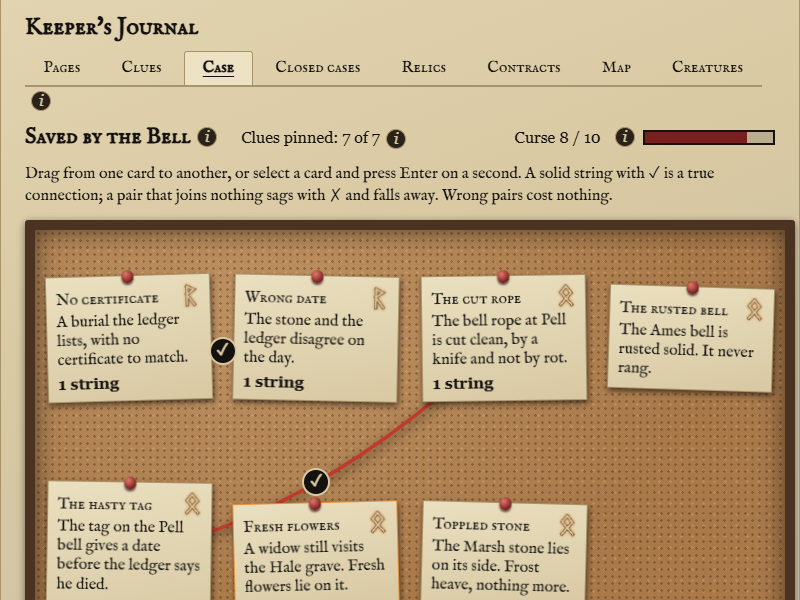 Keeper's Journal
Pages Clues Case Closed cases Relics Contracts Map Creatures
i
Saved by the Bell i Clues pinned: 7 of 7 i Curse 8 / 10 i
Drag from one card to another, or select a card and press Enter on a second. A solid string with ✓ is a true
connection; a pair that joins nothing sags with ✗ and falls away. Wrong pairs cost nothing.
No certificate
A burial the ledger
lists, with no
certificate to match.
1 string
Wrong date
The stone and the
ledger disagree on
the day.
1 string
The cut rope
The bell rope at Pell
is cut clean, by a
knife and not by rot.
1 string
The rusted bell
The Ames bell is
rusted solid. It never
rang.
The hasty tag
The tag on the Pell
bell gives a date
before the ledger says
he died.
Fresh flowers
A widow still visits
the Hale grave. Fresh
flowers lie on it.
Toppled stone
The Marsh stone lies
on its side. Frost
heave, nothing more.